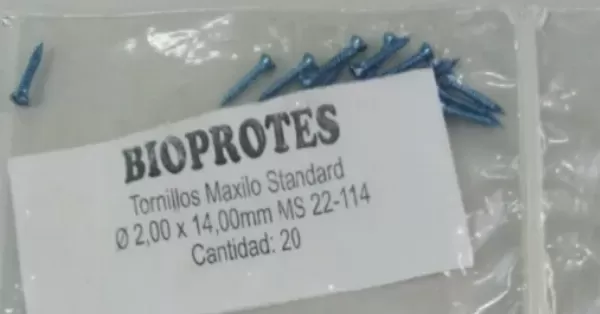 BIOPROTES
Tornillos Maxilo Standard
Ø 2,00 x 14,00mm MS 22-114
Cantidad: 20